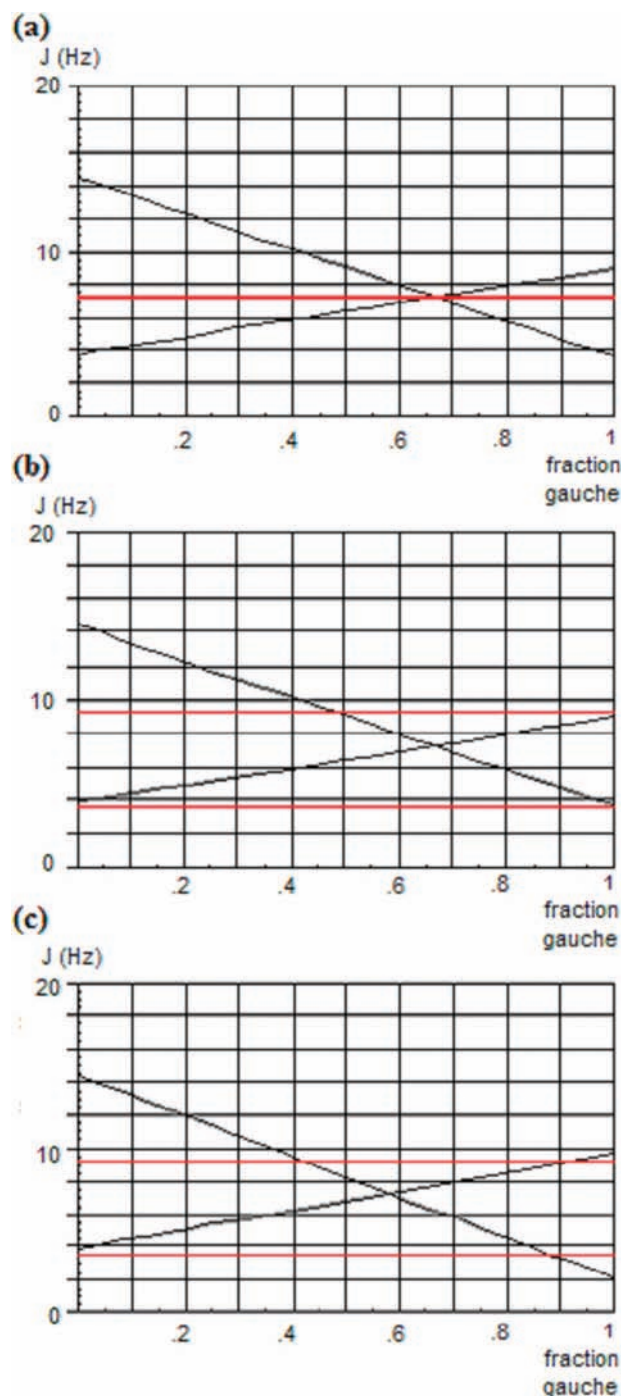 (a)
J (Hz)
20
10
0
.2 .4 .6 .8 1
fraction
gauche
(b)
J (Hz)
20
10
0
.2 .4 .6 .8 1
fraction
gauche
(c)
J (Hz)
20
10
0
.2 .4 .6 .8 1
fraction
gauche